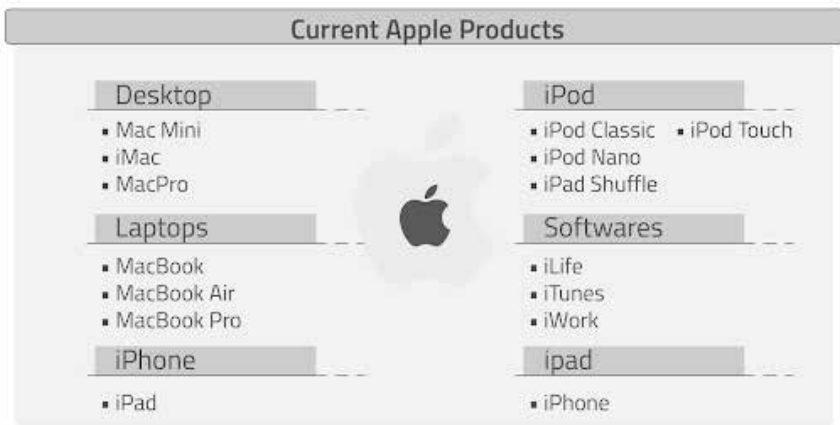 Current Apple Products
Desktop
▪ Mac Mini
▪ iMac
▪ MacPro
Laptops
▪ MacBook
▪ MacBook Air
▪ MacBook Pro
iPhone
▪ iPad
iPod
▪ iPod Classic ▪ iPod Touch
▪ iPod Nano
▪ iPad Shuffle
Softwares
▪ iLife
▪ iTunes
▪ iWork
ipad
▪ iPhone